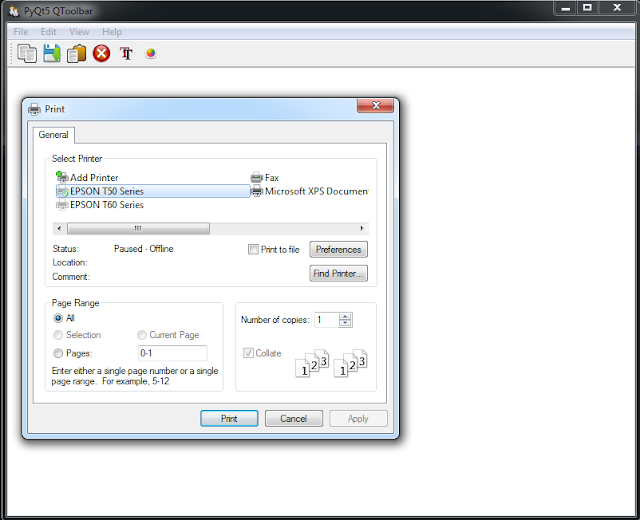 PyQt5 QToolbar
File Edit View Help
Print
General
Select Printer
Add Printer Fax
EPSON T50 Series Microsoft XPS Documen
EPSON T60 Series
Status: Paused - Offline Print to file Preferences
Location:
Comment: Find Printer...
Page Range
All Number of copies: 1
Selection Current Page
Pages: 0-1 Collate 1 2 3 1 2 3
Enter either a single page number or a single
page range. For example, 5-12
Print Cancel Apply